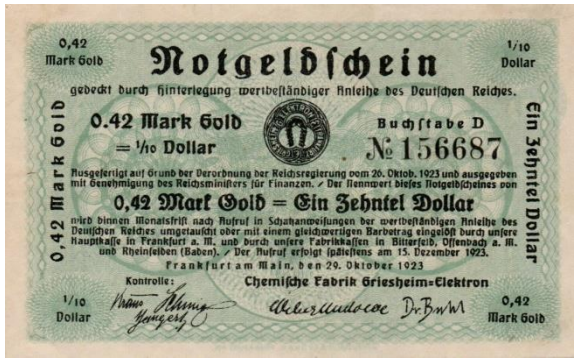 0,42
Mark Gold
Notgeldschein
1/10
Dollar
gedeckt durch Hinterlegung wertbeständiger Anleihe des Deutschen Reiches.
0.42 Mark Gold
= 1/10 Dollar
Buchstabe D
№ 156687
Ausgefertigt auf Grund der Verordnung der Reichsregierung vom 26. Oktob. 1923 und ausgegeben
mit Genehmigung des Reichsministers für Finanzen. / Der Nennwert dieses Notgeldscheines von
0,42 Mark Gold = Ein Zehntel Dollar
wird binnen Monatsfrist nach Aufruf in Schatzanweisungen der wertbeständigen Anleihe des
Deutschen Reiches umgetauscht oder mit einem gleichwertigen Barbetrag eingelöst durch unsere
Hauptkasse in Frankfurt a. M. und durch unsere Fabrikkassen in Bitterfeld, Offenbach a. M.
und Rheinfelden (Baden). / Der Aufruf erfolgt spätestens am 15. Dezember 1923.
Frankfurt am Main, den 29. Oktober 1923
Kontrolle:
Chemische Fabrik Griesheim=Elektron
1/10
Dollar
0,42
Mark Gold
0,42 Mark Gold
Ein Zehntel Dollar